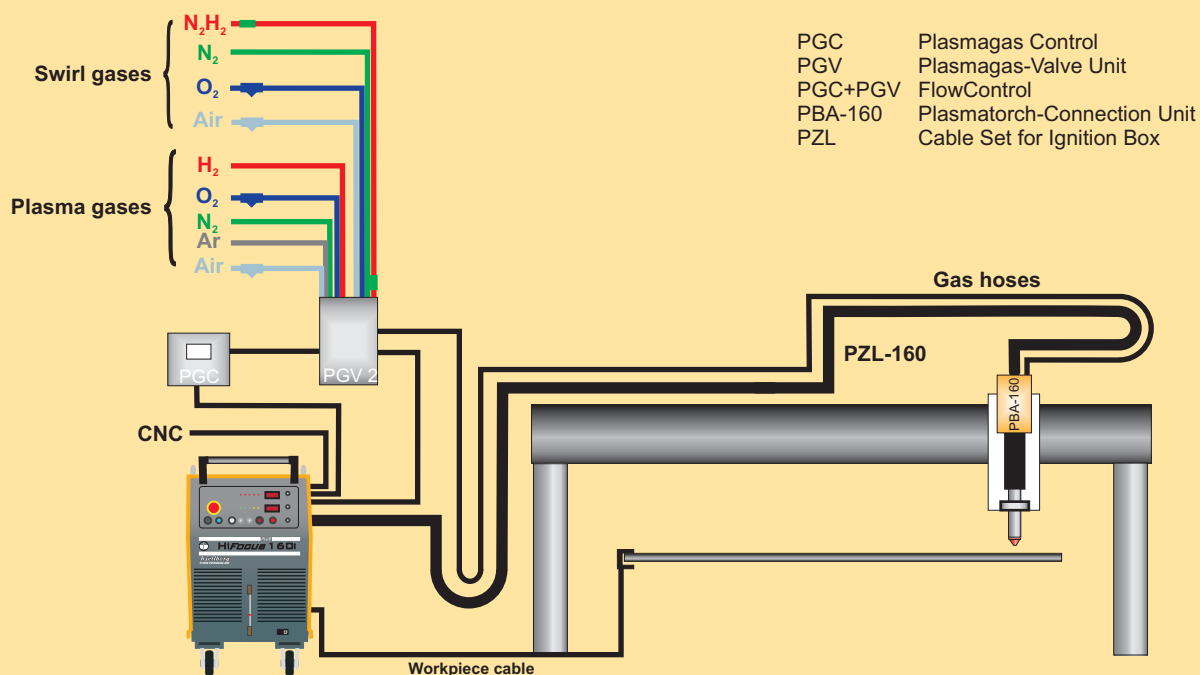 N₂H₂
N₂
Swirl gases
O₂
Air
H₂
O₂
Plasma gases
N₂
Ar
Air
PGC Plasmagas Control
PGV Plasmagas-Valve Unit
PGC+PGV FlowControl
PBA-160 Plasmatorch-Connection Unit
PZL Cable Set for Ignition Box
Gas hoses
PZL-160
PGC
PGV 2
PBA-160
CNC
HiFocus 160i
kjellberg
Workpiece cable